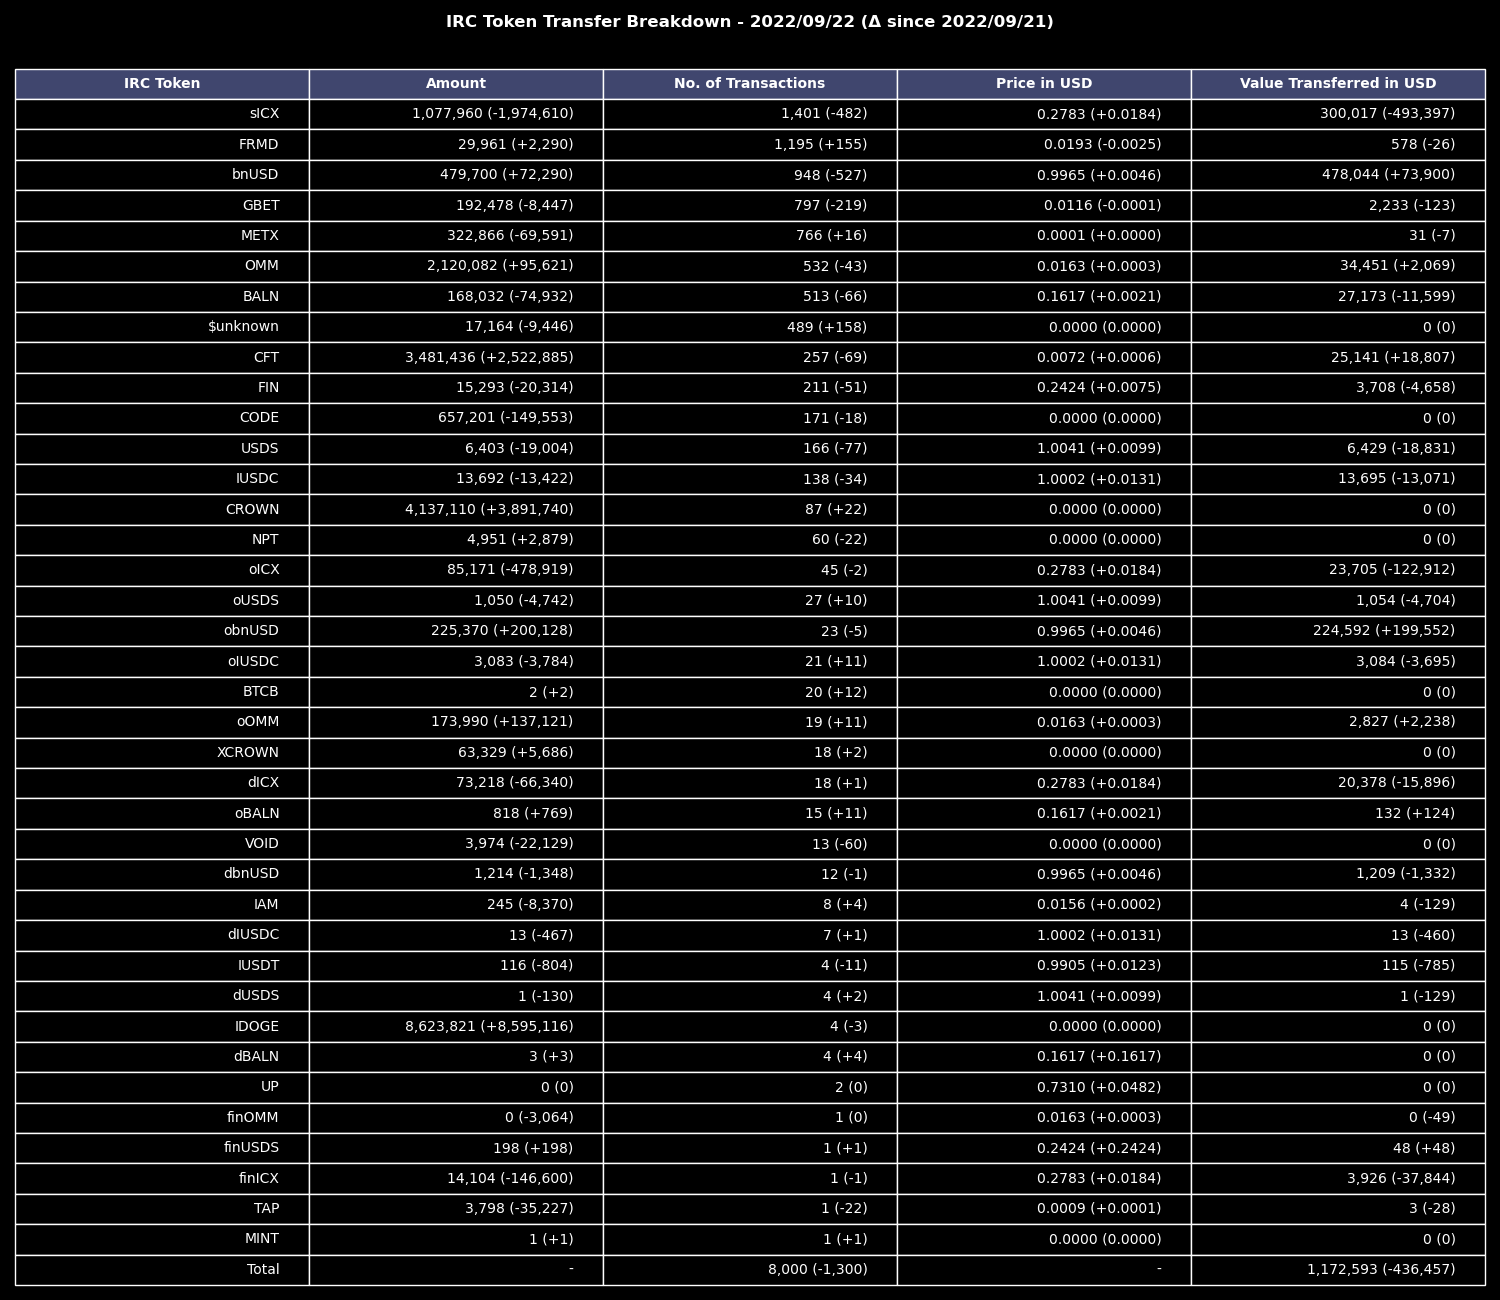 IRC Token Transfer Breakdown - 2022/09/22 (Δ since 2022/09/21)
IRC Token Amount No. of Transactions Price in USD Value Transferred in USD
sICX 1,077,960 (-1,974,610) 1,401 (-482) 0.2783 (+0.0184) 300,017 (-493,397)
FRMD 29,961 (+2,290) 1,195 (+155) 0.0193 (-0.0025) 578 (-26)
bnUSD 479,700 (+72,290) 948 (-527) 0.9965 (+0.0046) 478,044 (+73,900)
GBET 192,478 (-8,447) 797 (-219) 0.0116 (-0.0001) 2,233 (-123)
METX 322,866 (-69,591) 766 (+16) 0.0001 (+0.0000) 31 (-7)
OMM 2,120,082 (+95,621) 532 (-43) 0.0163 (+0.0003) 34,451 (+2,069)
BALN 168,032 (-74,932) 513 (-66) 0.1617 (+0.0021) 27,173 (-11,599)
$unknown 17,164 (-9,446) 489 (+158) 0.0000 (0.0000) 0 (0)
CFT 3,481,436 (+2,522,885) 257 (-69) 0.0072 (+0.0006) 25,141 (+18,807)
FIN 15,293 (-20,314) 211 (-51) 0.2424 (+0.0075) 3,708 (-4,658)
CODE 657,201 (-149,553) 171 (-18) 0.0000 (0.0000) 0 (0)
USDS 6,403 (-19,004) 166 (-77) 1.0041 (+0.0099) 6,429 (-18,831)
IUSDC 13,692 (-13,422) 138 (-34) 1.0002 (+0.0131) 13,695 (-13,071)
CROWN 4,137,110 (+3,891,740) 87 (+22) 0.0000 (0.0000) 0 (0)
NPT 4,951 (+2,879) 60 (-22) 0.0000 (0.0000) 0 (0)
oICX 85,171 (-478,919) 45 (-2) 0.2783 (+0.0184) 23,705 (-122,912)
oUSDS 1,050 (-4,742) 27 (+10) 1.0041 (+0.0099) 1,054 (-4,704)
obnUSD 225,370 (+200,128) 23 (-5) 0.9965 (+0.0046) 224,592 (+199,552)
oIUSDC 3,083 (-3,784) 21 (+11) 1.0002 (+0.0131) 3,084 (-3,695)
BTCB 2 (+2) 20 (+12) 0.0000 (0.0000) 0 (0)
oOMM 173,990 (+137,121) 19 (+11) 0.0163 (+0.0003) 2,827 (+2,238)
XCROWN 63,329 (+5,686) 18 (+2) 0.0000 (0.0000) 0 (0)
dICX 73,218 (-66,340) 18 (+1) 0.2783 (+0.0184) 20,378 (-15,896)
oBALN 818 (+769) 15 (+11) 0.1617 (+0.0021) 132 (+124)
VOID 3,974 (-22,129) 13 (-60) 0.0000 (0.0000) 0 (0)
dbnUSD 1,214 (-1,348) 12 (-1) 0.9965 (+0.0046) 1,209 (-1,332)
IAM 245 (-8,370) 8 (+4) 0.0156 (+0.0002) 4 (-129)
dIUSDC 13 (-467) 7 (+1) 1.0002 (+0.0131) 13 (-460)
IUSDT 116 (-804) 4 (-11) 0.9905 (+0.0123) 115 (-785)
dUSDS 1 (-130) 4 (+2) 1.0041 (+0.0099) 1 (-129)
IDOGE 8,623,821 (+8,595,116) 4 (-3) 0.0000 (0.0000) 0 (0)
dBALN 3 (+3) 4 (+4) 0.1617 (+0.1617) 0 (0)
UP 0 (0) 2 (0) 0.7310 (+0.0482) 0 (0)
finOMM 0 (-3,064) 1 (0) 0.0163 (+0.0003) 0 (-49)
finUSDS 198 (+198) 1 (+1) 0.2424 (+0.2424) 48 (+48)
finICX 14,104 (-146,600) 1 (-1) 0.2783 (+0.0184) 3,926 (-37,844)
TAP 3,798 (-35,227) 1 (-22) 0.0009 (+0.0001) 3 (-28)
MINT 1 (+1) 1 (+1) 0.0000 (0.0000) 0 (0)
Total - 8,000 (-1,300) - 1,172,593 (-436,457)